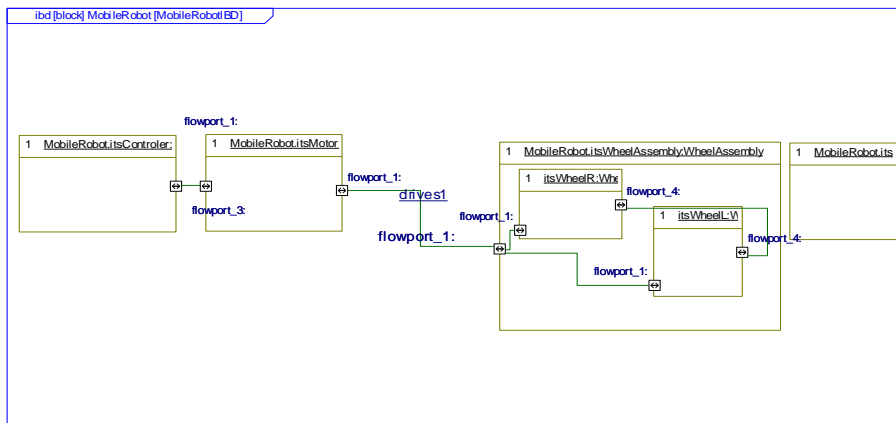 ibd [block] MobileRobot [MobileRobotIBD]
flowport_1:
1 MobileRobot.itsControler:
1 MobileRobot.itsMotor
1 MobileRobot.itsWheelAssembly:WheelAssembly
1 MobileRobot.its
flowport_1:
1 itsWheelR:Whe
flowport_4:
drives1
flowport_3:
flowport_1:
1 itsWheelL:W
flowport_1:
flowport_4:
flowport_1: